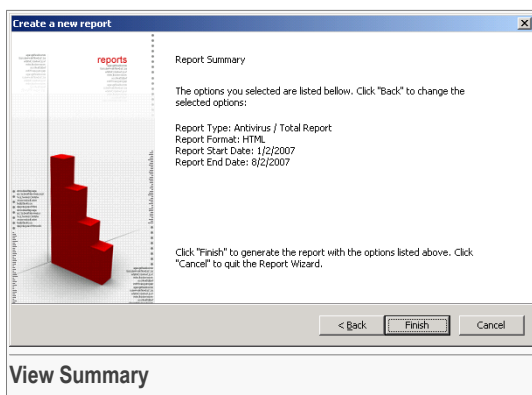 Create a new report
reports
Report Summary
The options you selected are listed bellow. Click "Back" to change the
selected options:
Report Type: Antivirus / Total Report
Report Format: HTML
Report Start Date: 1/2/2007
Report End Date: 8/2/2007
Click "Finish" to generate the report with the options listed above. Click
"Cancel" to quit the Report Wizard.
< Back
Finish
Cancel
View Summary